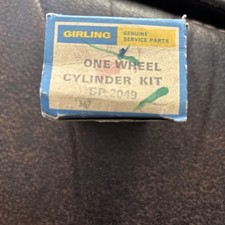 GIRLING
GENUINE
SERVICE PARTS
ONE WHEEL
CYLINDER KIT
SP 2049